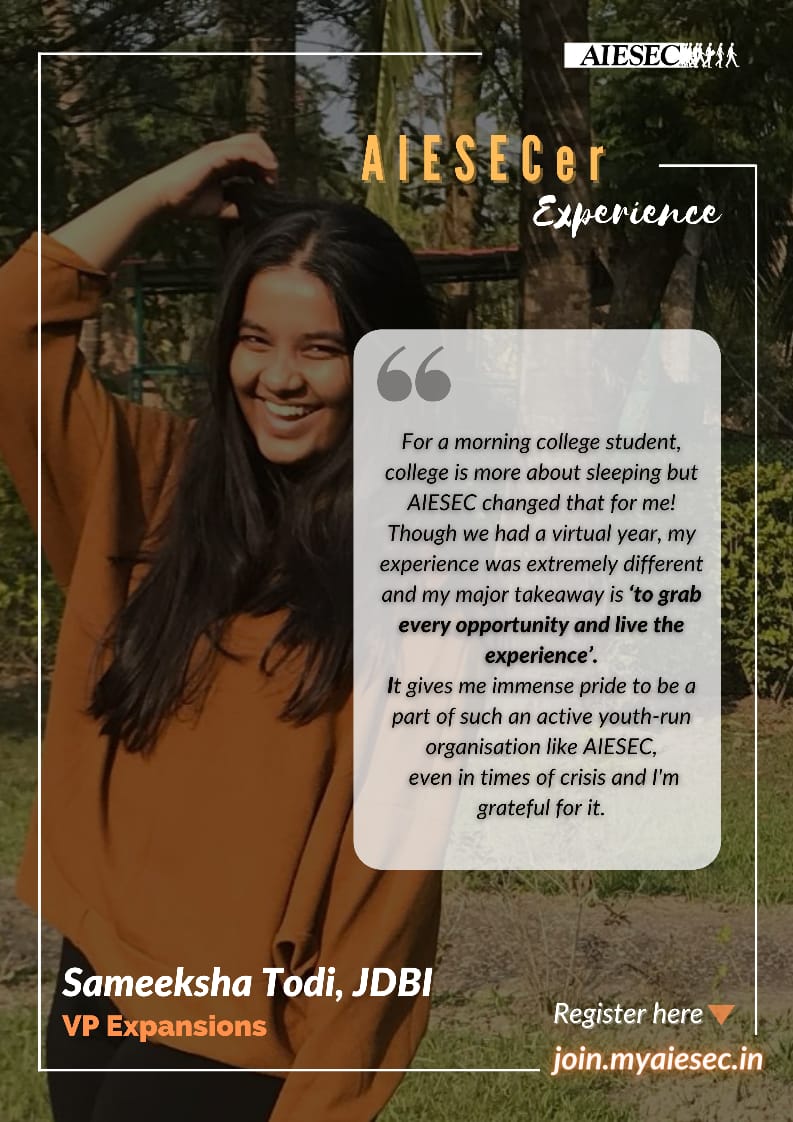 AIESEC
AIESECer
Experience
“
For a morning college student,
college is more about sleeping but
AIESEC changed that for me!
Though we had a virtual year, my
experience was extremely different
and my major takeaway is ‘to grab
every opportunity and live the
experience’.
It gives me immense pride to be a
part of such an active youth-run
organisation like AIESEC,
even in times of crisis and I'm
grateful for it.
Sameeksha Todi, JDBI
VP Expansions
Register here
join.myaiesec.in